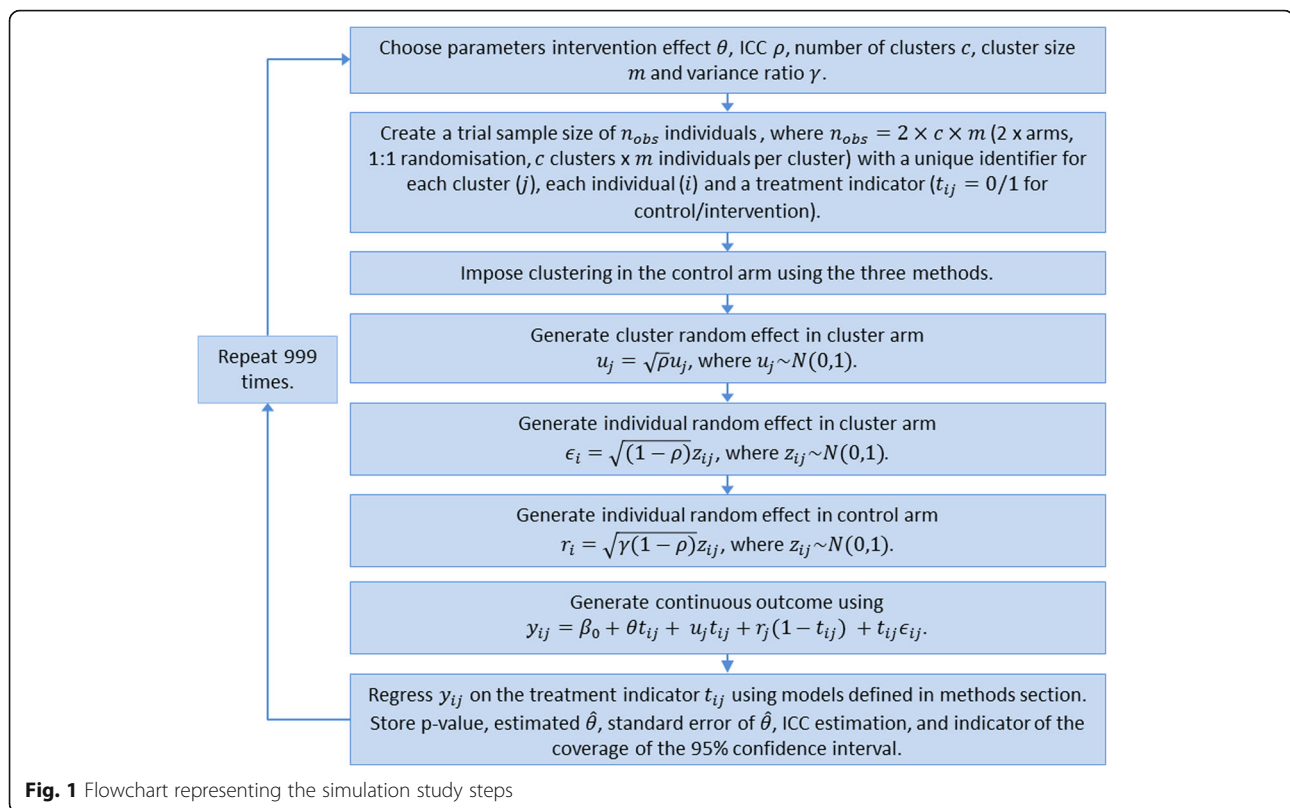 Choose parameters intervention effect θ, ICC ρ, number of clusters c, cluster size
m and variance ratio γ.
Create a trial sample size of n_obs individuals , where n_obs = 2 × c × m (2 x arms,
1:1 randomisation, c clusters x m individuals per cluster) with a unique identifier for
each cluster (j), each individual (i) and a treatment indicator (t_ij = 0/1 for
control/intervention).
Impose clustering in the control arm using the three methods.
Generate cluster random effect in cluster arm
u_j = √ρu_j, where u_j~N(0,1).
Repeat 999
times.
Generate individual random effect in cluster arm
ϵ_i = √(1 − ρ)z_ij, where z_ij~N(0,1).
Generate individual random effect in control arm
r_i = √γ(1 − ρ)z_ij, where z_ij~N(0,1).
Generate continuous outcome using
y_ij = β_0 + θt_ij + u_jt_ij + r_j(1 − t_ij) + t_ijϵ_ij.
Regress y_ij on the treatment indicator t_ij using models defined in methods section.
Store p-value, estimated θ̂, standard error of θ̂, ICC estimation, and indicator of the
coverage of the 95% confidence interval.
Fig. 1 Flowchart representing the simulation study steps